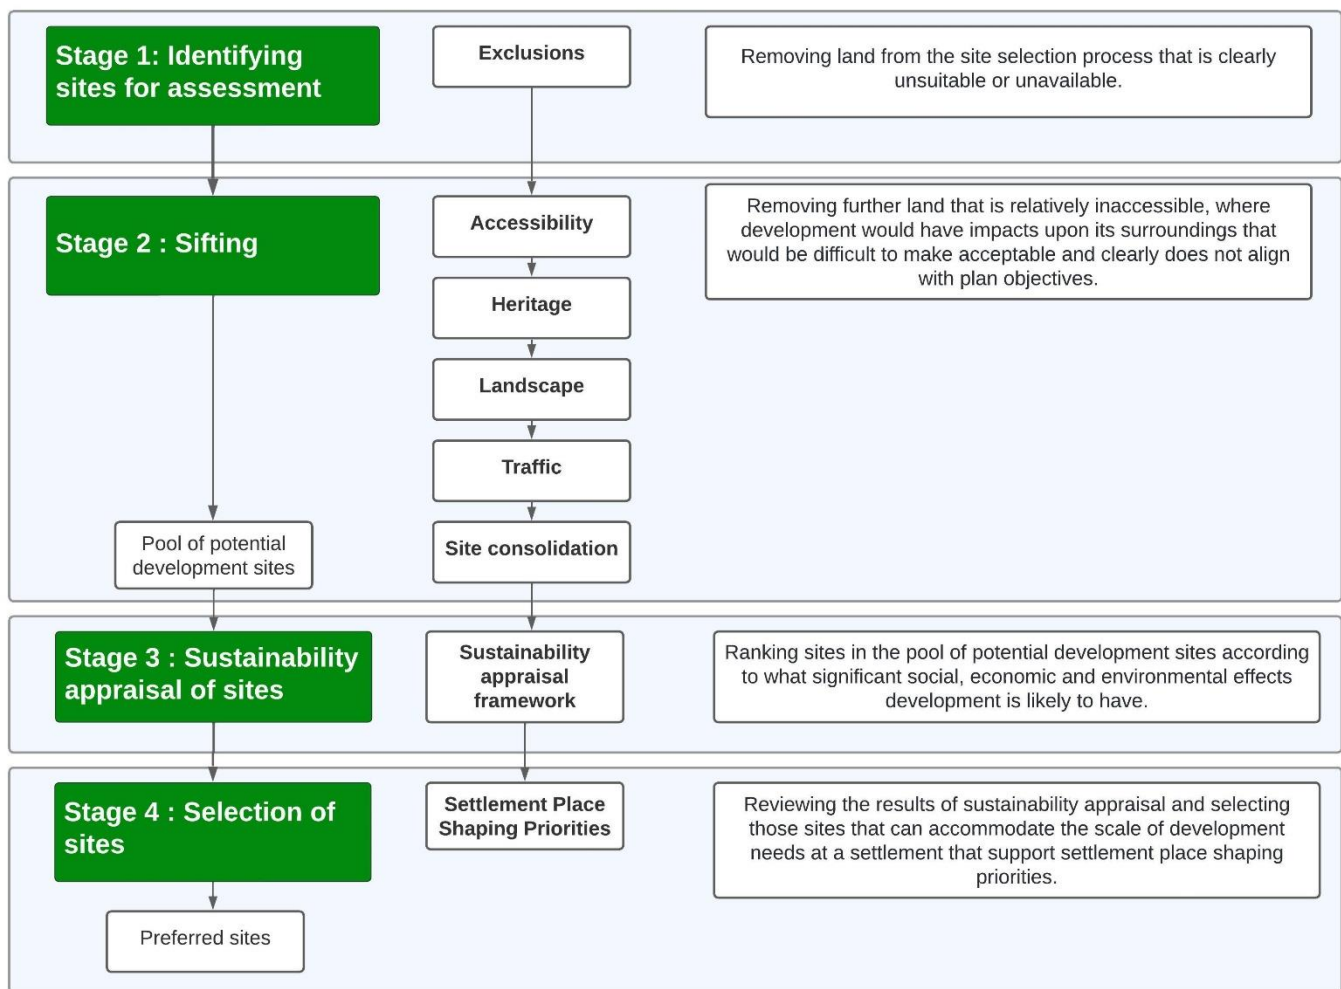 Stage 1: Identifying
sites for assessment
Exclusions
Removing land from the site selection process that is clearly
unsuitable or unavailable.
Stage 2 : Sifting
Accessibility
Removing further land that is relatively inaccessible, where
development would have impacts upon its surroundings that
would be difficult to make acceptable and clearly does not align
with plan objectives.
Heritage
Landscape
Traffic
Pool of potential
development sites
Site consolidation
Stage 3 : Sustainability
appraisal of sites
Sustainability
appraisal
framework
Ranking sites in the pool of potential development sites according
to what significant social, economic and environmental effects
development is likely to have.
Stage 4 : Selection of
sites
Settlement Place
Shaping Priorities
Reviewing the results of sustainability appraisal and selecting
those sites that can accommodate the scale of development
needs at a settlement that support settlement place shaping
priorities.
Preferred sites